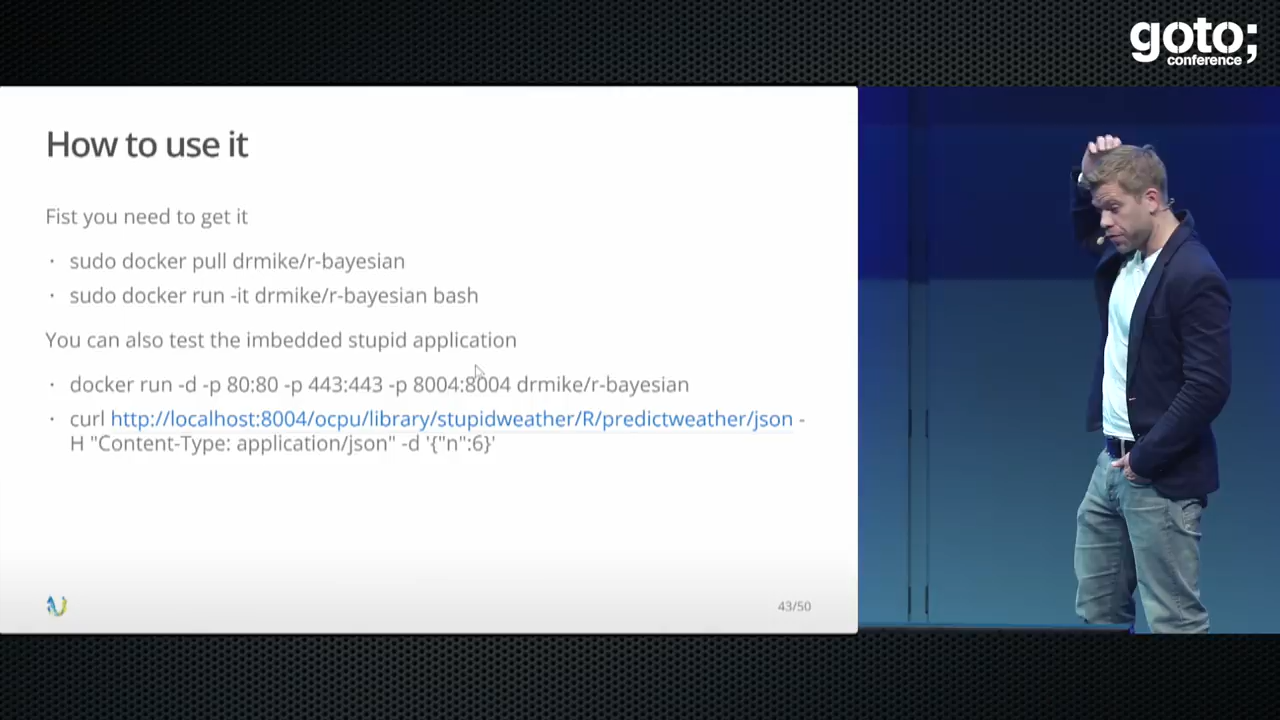 goto;
conference
How to use it
Fist you need to get it
· sudo docker pull drmike/r-bayesian
· sudo docker run -it drmike/r-bayesian bash
You can also test the imbedded stupid application
· docker run -d -p 80:80 -p 443:443 -p 8004:8004 drmike/r-bayesian
· curl http://localhost:8004/ocpu/library/stupidweather/R/predictweather/json -
H "Content-Type: application/json" -d '{"n":6}'
43/50